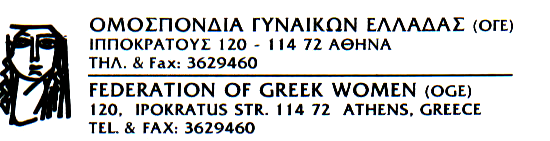 ΟΜΟΣΠΟΝΔΙΑ ΓΥΝΑΙΚΩΝ ΕΛΛΑΔΑΣ (ΟΓΕ)
ΙΠΠΟΚΡΑΤΟΥΣ 120 - 114 72 ΑΘΗΝΑ
ΤΗΛ. & Fax: 3629460
FEDERATION OF GREEK WOMEN (OGE)
120, IPOKRATUS STR. 114 72 ATHENS, GREECE
TEL. & FAX: 3629460